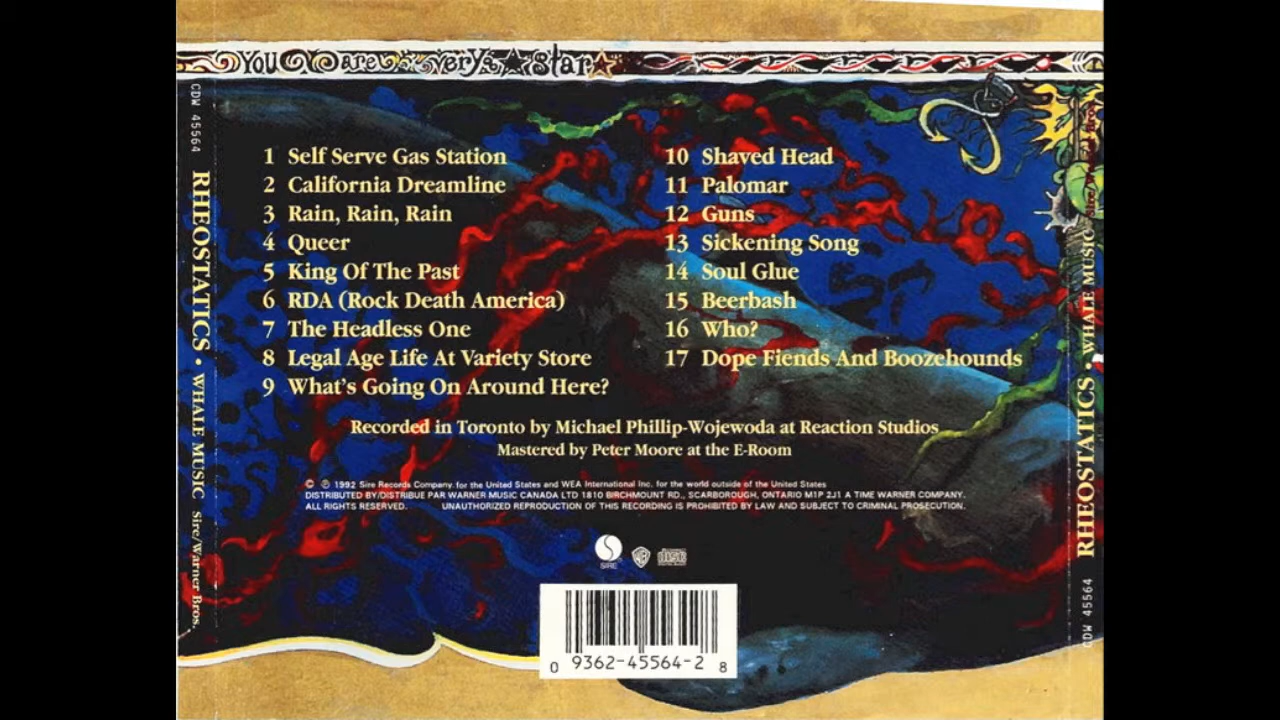 YOU are very star
CDW 45564 RHEOSTATICS • WHALE MUSIC Sire/Warner Bros.
1 Self Serve Gas Station
2 California Dreamline
3 Rain, Rain, Rain
4 Queer
5 King Of The Past
6 RDA (Rock Death America)
7 The Headless One
8 Legal Age Life At Variety Store
9 What's Going On Around Here?
10 Shaved Head
11 Palomar
12 Guns
13 Sickening Song
14 Soul Glue
15 Beerbash
16 Who?
17 Dope Fiends And Boozehounds
Recorded in Toronto by Michael Phillip-Wojewoda at Reaction Studios
Mastered by Peter Moore at the E-Room
© ℗ 1992 Sire Records Company for the United States and WEA International Inc. for the world outside of the United States
DISTRIBUTED BY/DISTRIBUE PAR WARNER MUSIC CANADA LTD 1810 BIRCHMOUNT RD., SCARBOROUGH, ONTARIO M1P 2J1 A TIME WARNER COMPANY.
ALL RIGHTS RESERVED. UNAUTHORIZED REPRODUCTION OF THIS RECORDING IS PROHIBITED BY LAW AND SUBJECT TO CRIMINAL PROSECUTION.
SIRE
WB
disc
0 9362-45564-2 8
CDW 45564 RHEOSTATICS • WHALE MUSIC